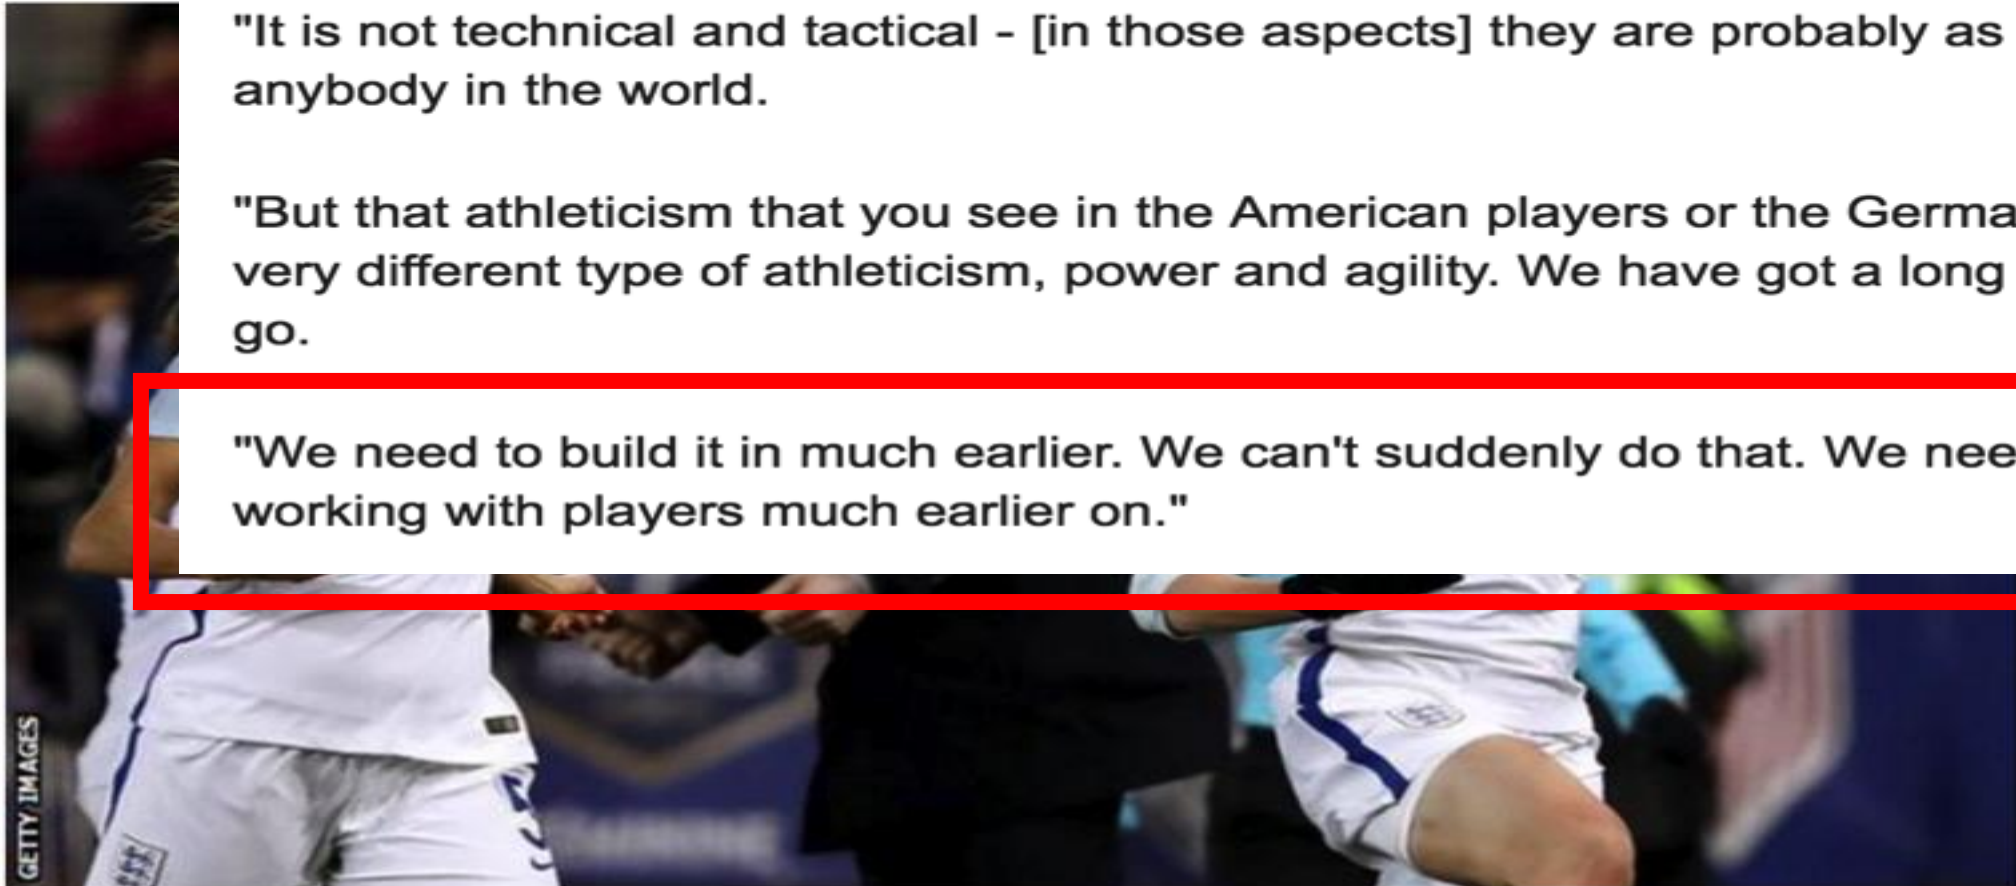 "It is not technical and tactical - [in those aspects] they are probably as
anybody in the world.
"But that athleticism that you see in the American players or the Germa
very different type of athleticism, power and agility. We have got a long
go.
"We need to build it in much earlier. We can't suddenly do that. We nee
working with players much earlier on."
GETTY IMAGES